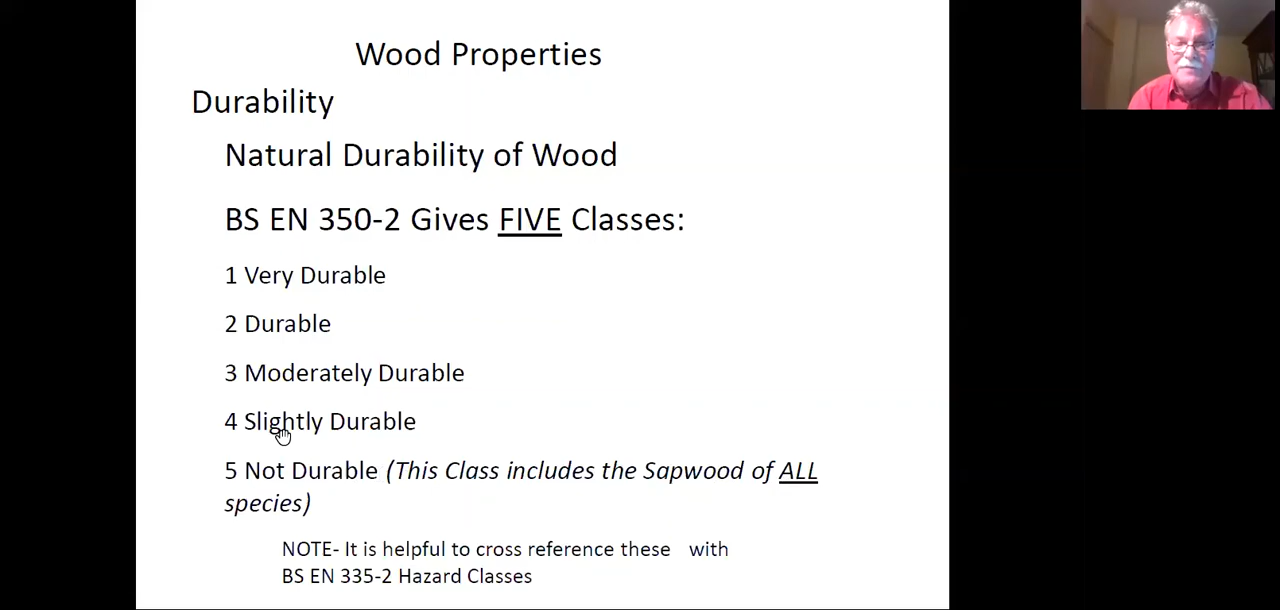 Wood Properties
Durability
Natural Durability of Wood
BS EN 350-2 Gives FIVE Classes:
1 Very Durable
2 Durable
3 Moderately Durable
4 Slightly Durable
5 Not Durable (This Class includes the Sapwood of ALL
species)
NOTE- It is helpful to cross reference these with
BS EN 335-2 Hazard Classes